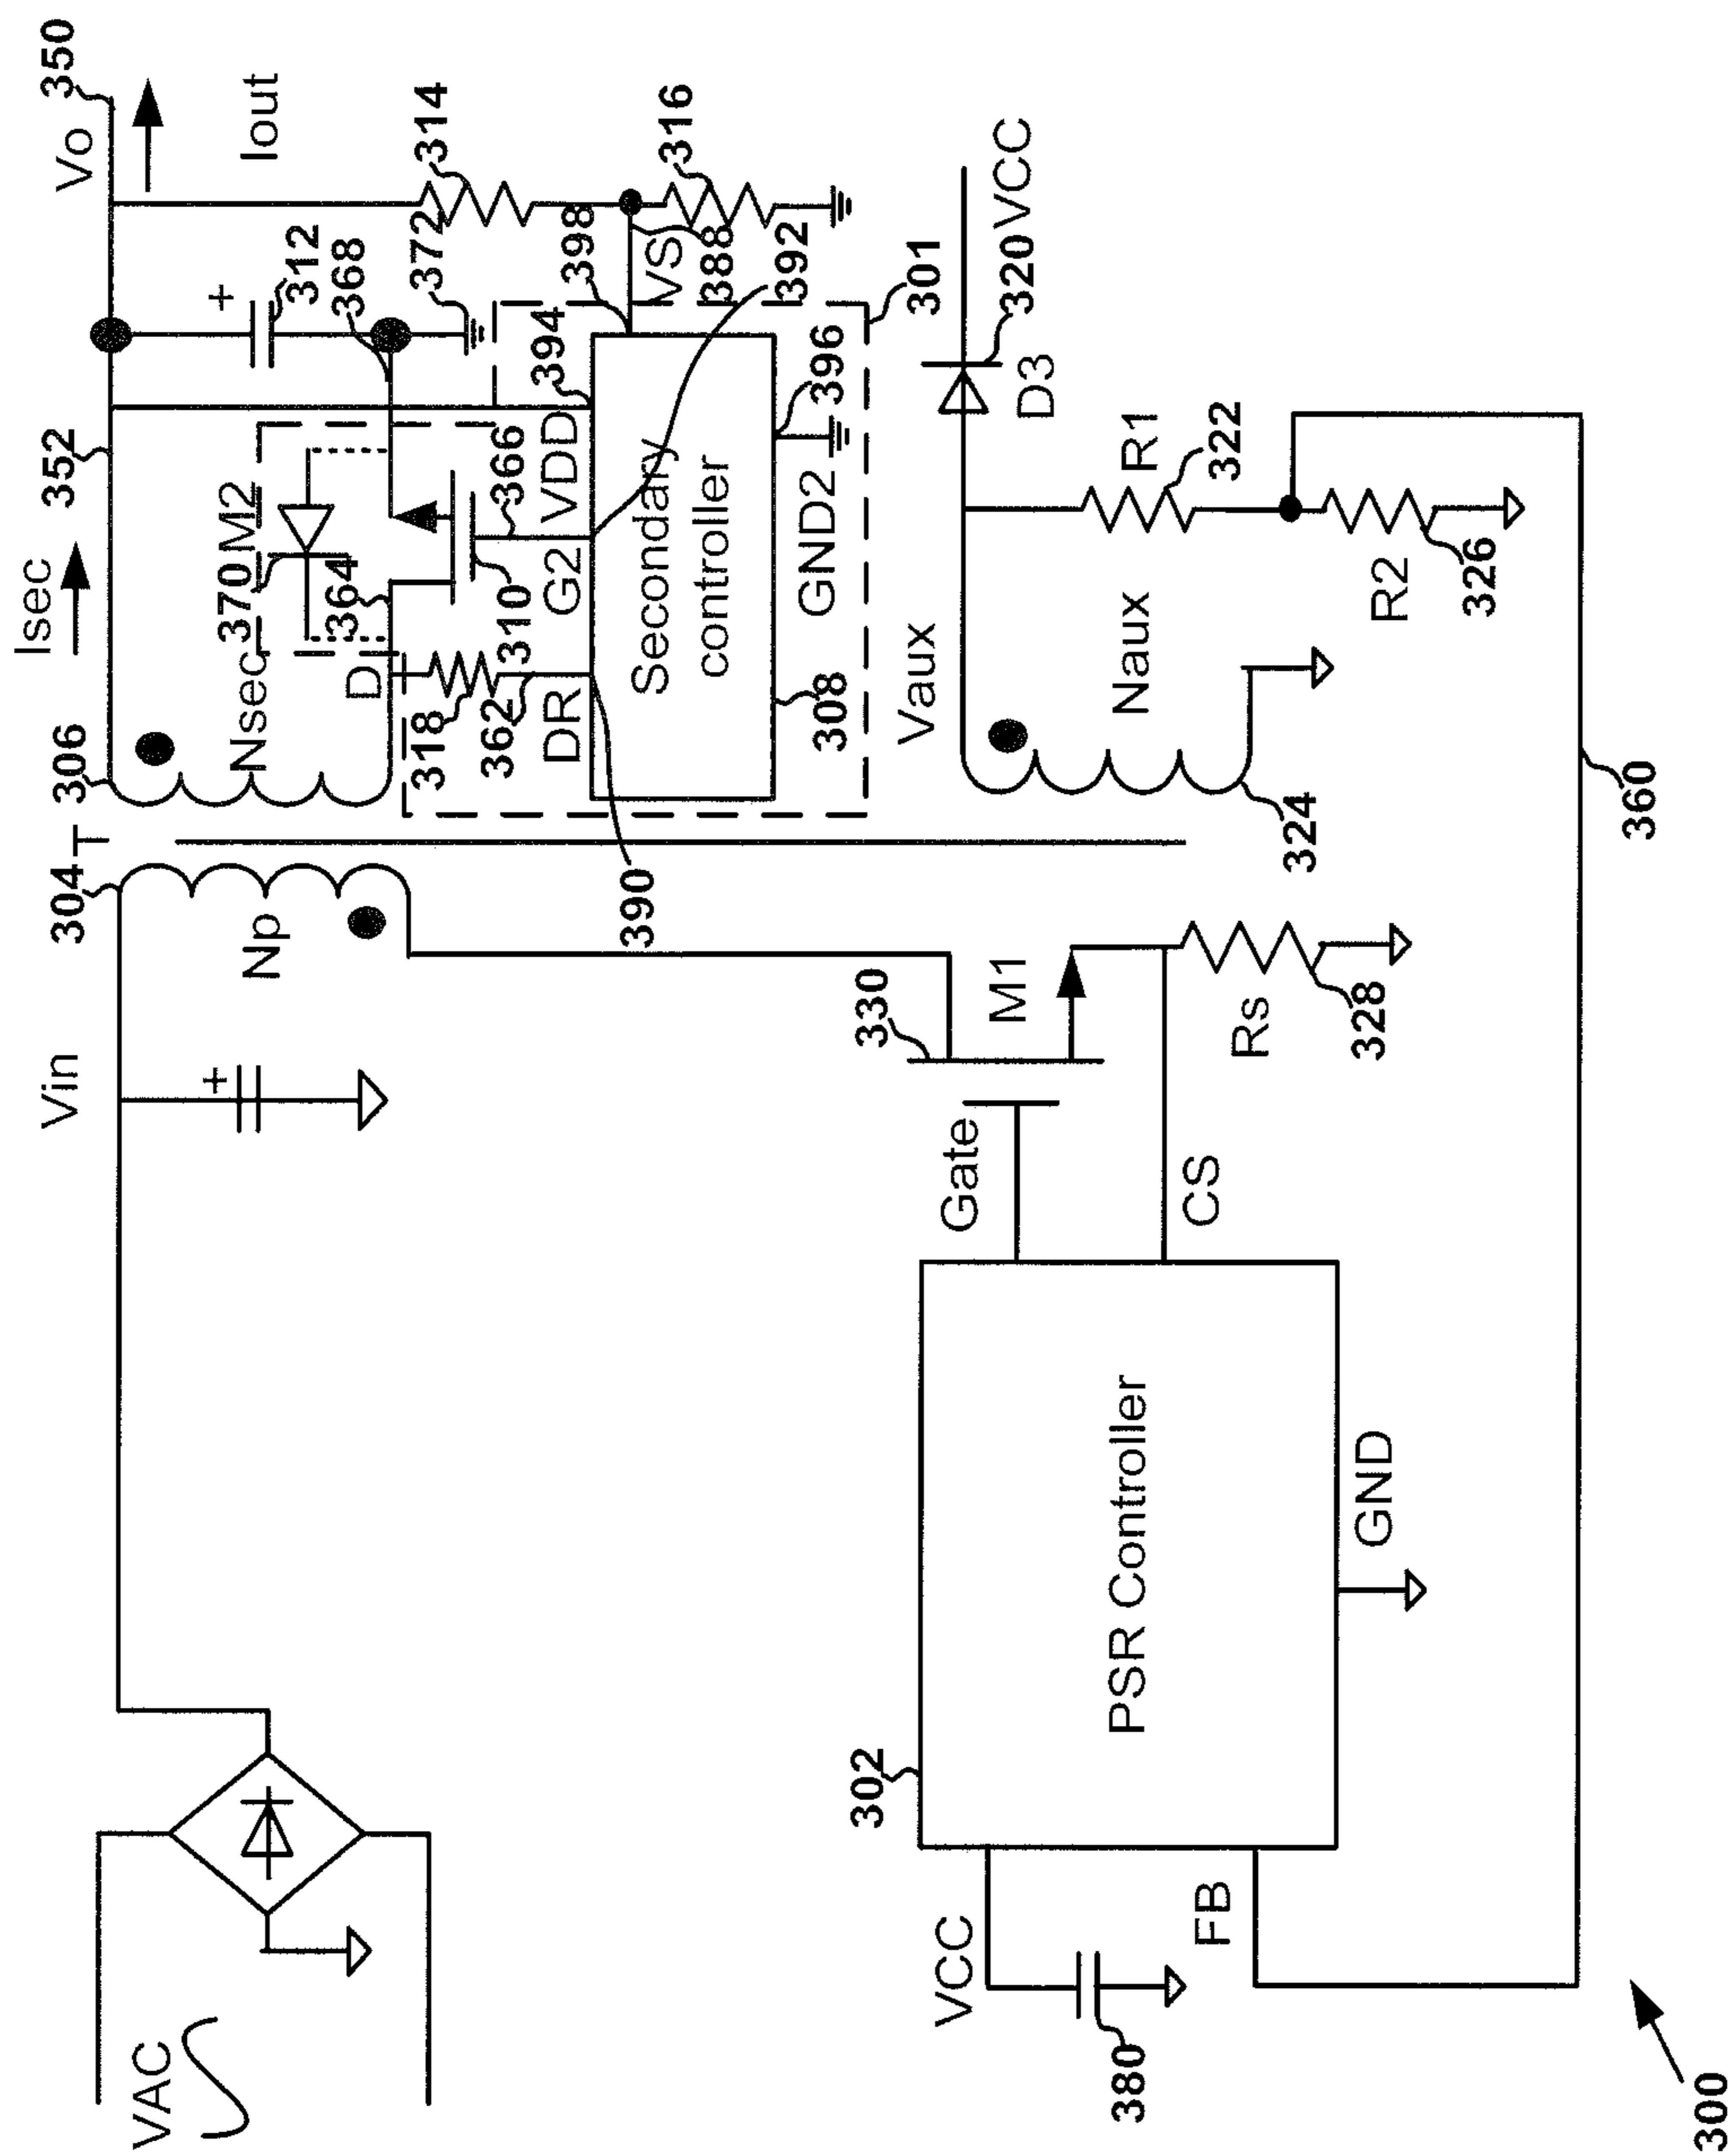 VAC
Vin
304
T
306
Isec
352
Vo
350
Iout
Np
Nsec
370
M2
364
D
318
362
DR
310
G2
366
VDD
394
368
312
+
372
398
314
VS
388
392
316
Secondary
controller
308
GND2
396
301
390
+
330
M1
Gate
CS
Rs
328
302
PSR Controller
GND
VCC
380
FB
Vaux
Naux
324
320
VCC
D3
R1
322
R2
326
360
300